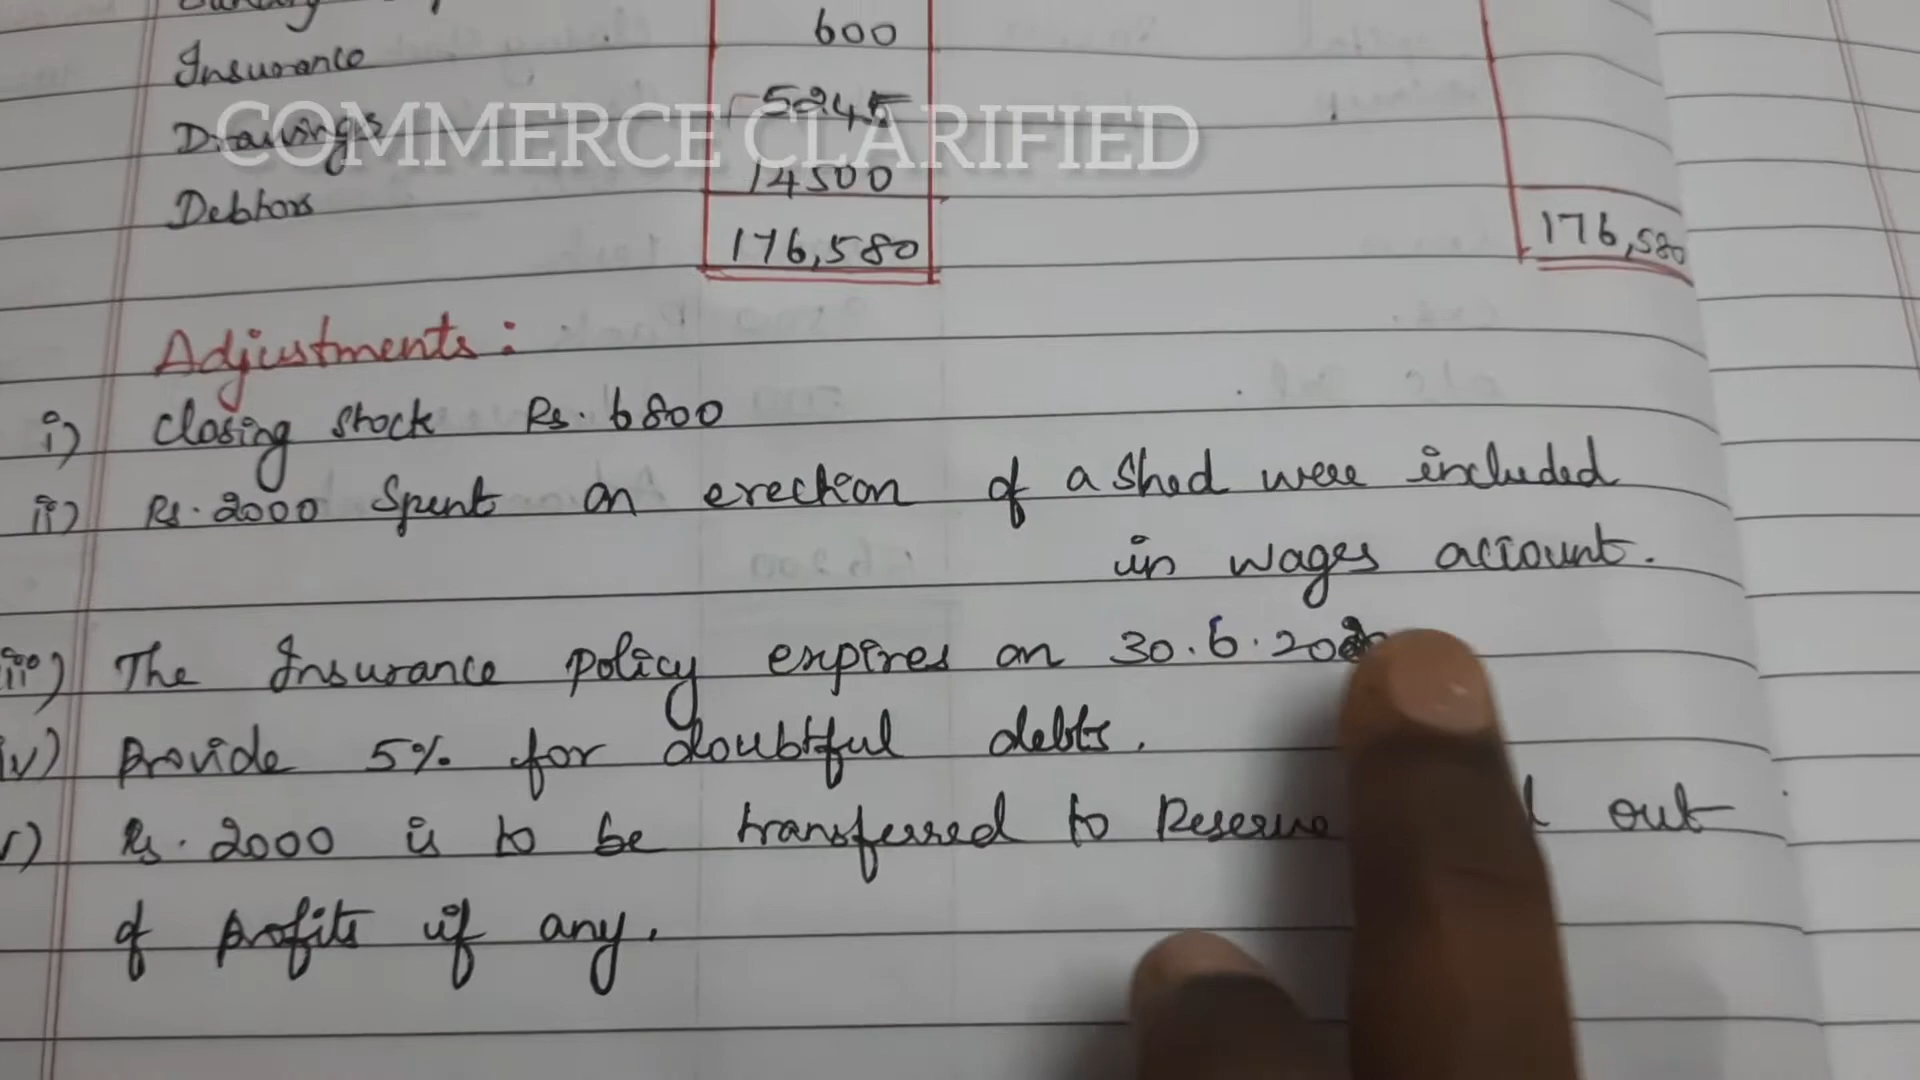 Insurance 600
Drawings 5245
Debtors 14500
176,580 176,580
COMMERCE CLARIFIED
Adjustments:
i) Closing stock Rs. 6800
ii) Rs. 2000 Spent on erection of a Shed were included
in wages account.
iii) The Insurance policy expires on 30.6.20
iv) Provide 5% for doubtful debts.
v) Rs. 2000 is to be transferred to Reserve out
of profits if any.